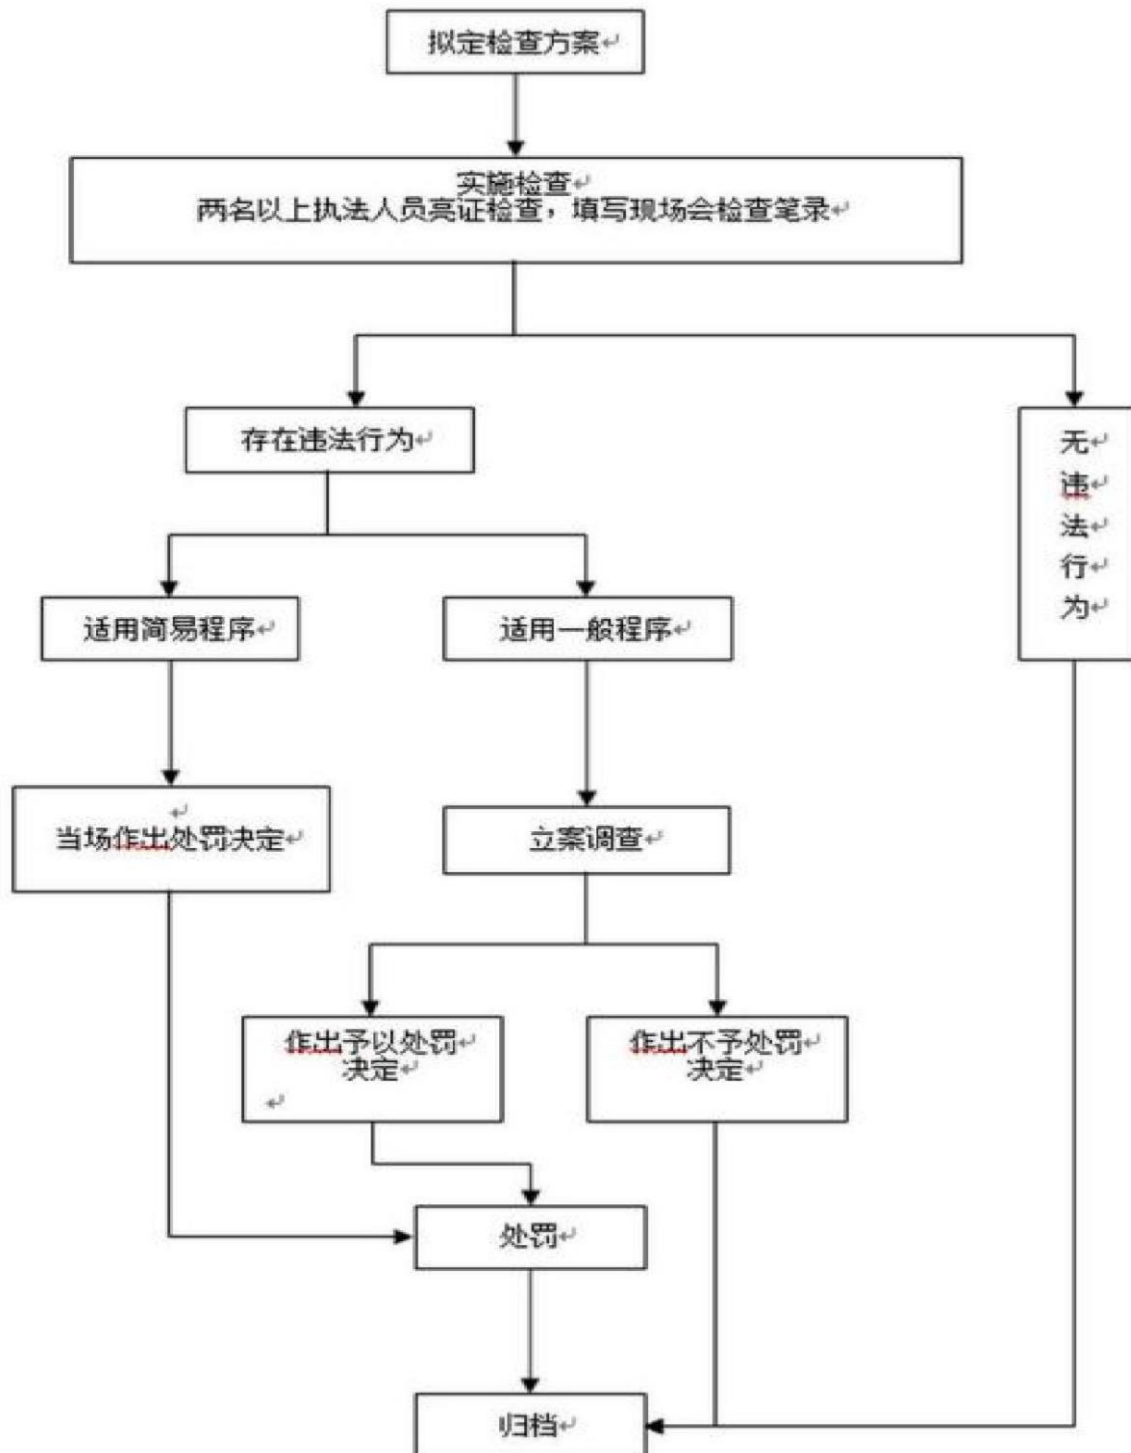 拟定检查方案
实施检查
两名以上执法人员亮证检查，填写现场会检查笔录
存在违法行为
无
违
法
行
为
适用简易程序
适用一般程序
当场作出处罚决定
立案调查
作出予以处罚
决定
作出不予处罚
决定
处罚
归档